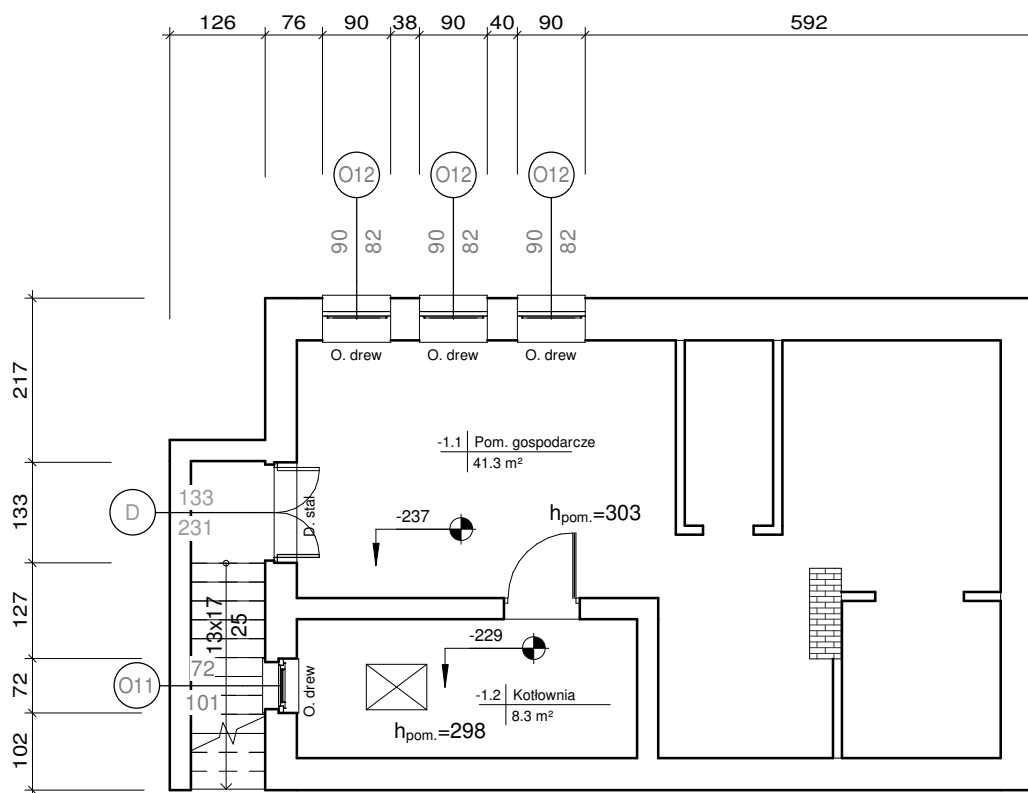 126 76 90 38 90 40 90 592
O12 O12 O12
90 82 90 82 90 82
O. drew O. drew O. drew
217
-1.1 Pom. gospodarcze
41.3 m²
133
D
133
231
D. stal
-237
hpom.=303
127
13x17
25
-229
72
O11
72
101
O. drew
-1.2 Kotłownia
8.3 m²
hpom.=298
102